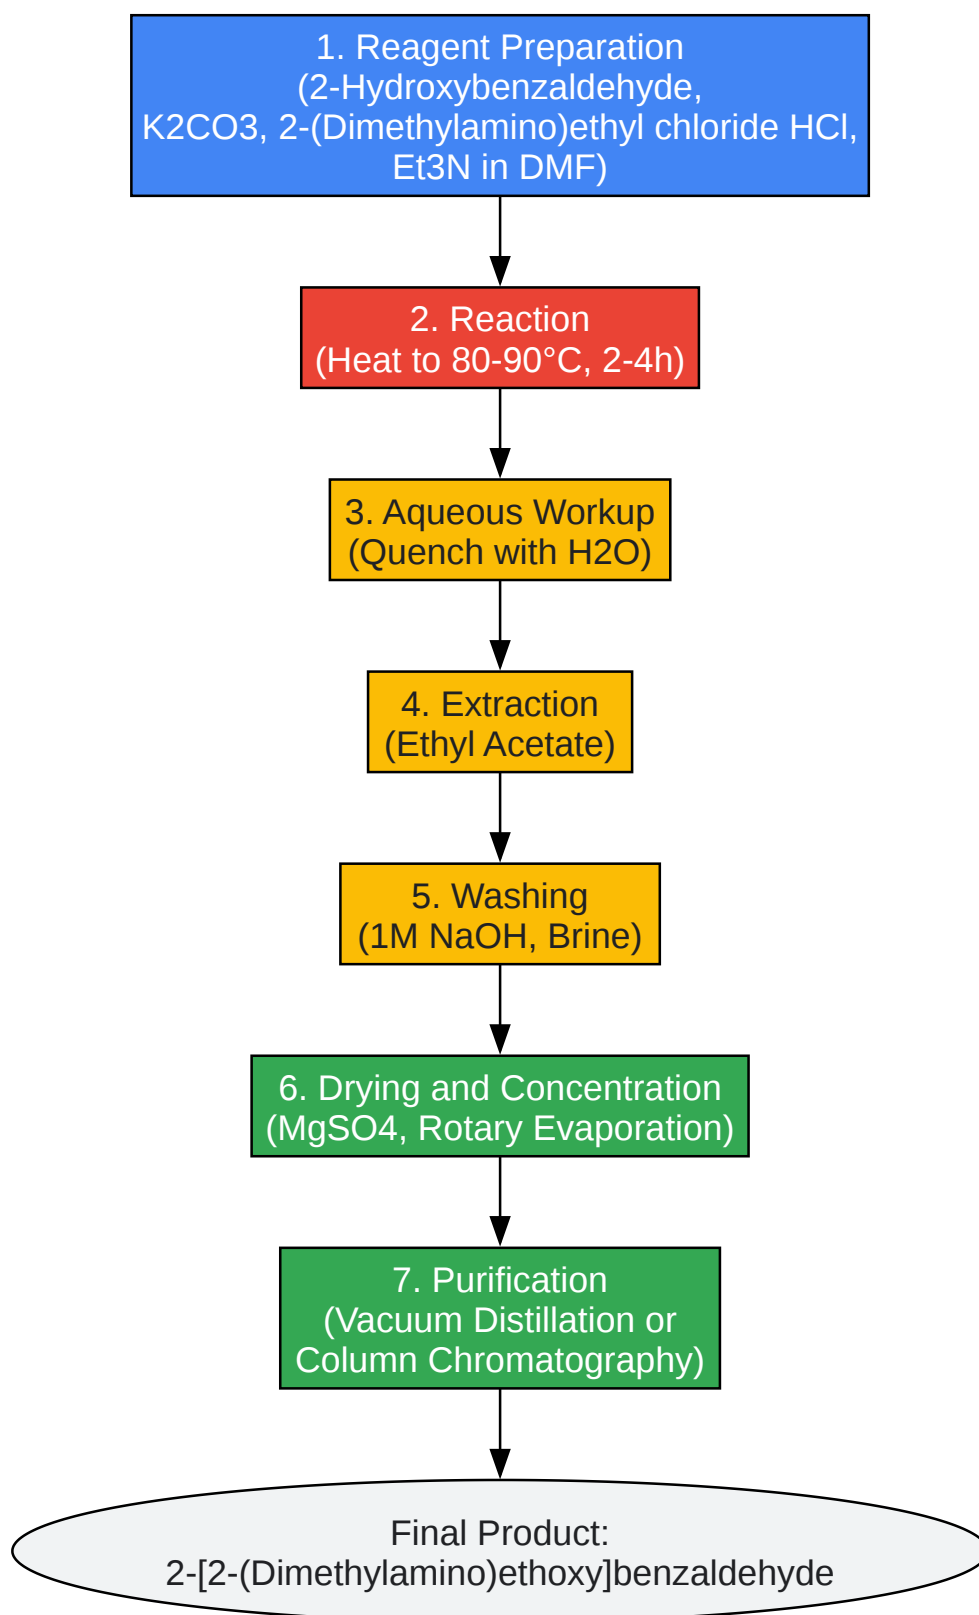 1. Reagent Preparation
(2-Hydroxybenzaldehyde,
K2CO3, 2-(Dimethylamino)ethyl chloride HCl,
Et3N in DMF)
2. Reaction
(Heat to 80-90°C, 2-4h)
3. Aqueous Workup
(Quench with H2O)
4. Extraction
(Ethyl Acetate)
5. Washing
(1M NaOH, Brine)
6. Drying and Concentration
(MgSO4, Rotary Evaporation)
7. Purification
(Vacuum Distillation or
Column Chromatography)
Final Product:
2-[2-(Dimethylamino)ethoxy]benzaldehyde